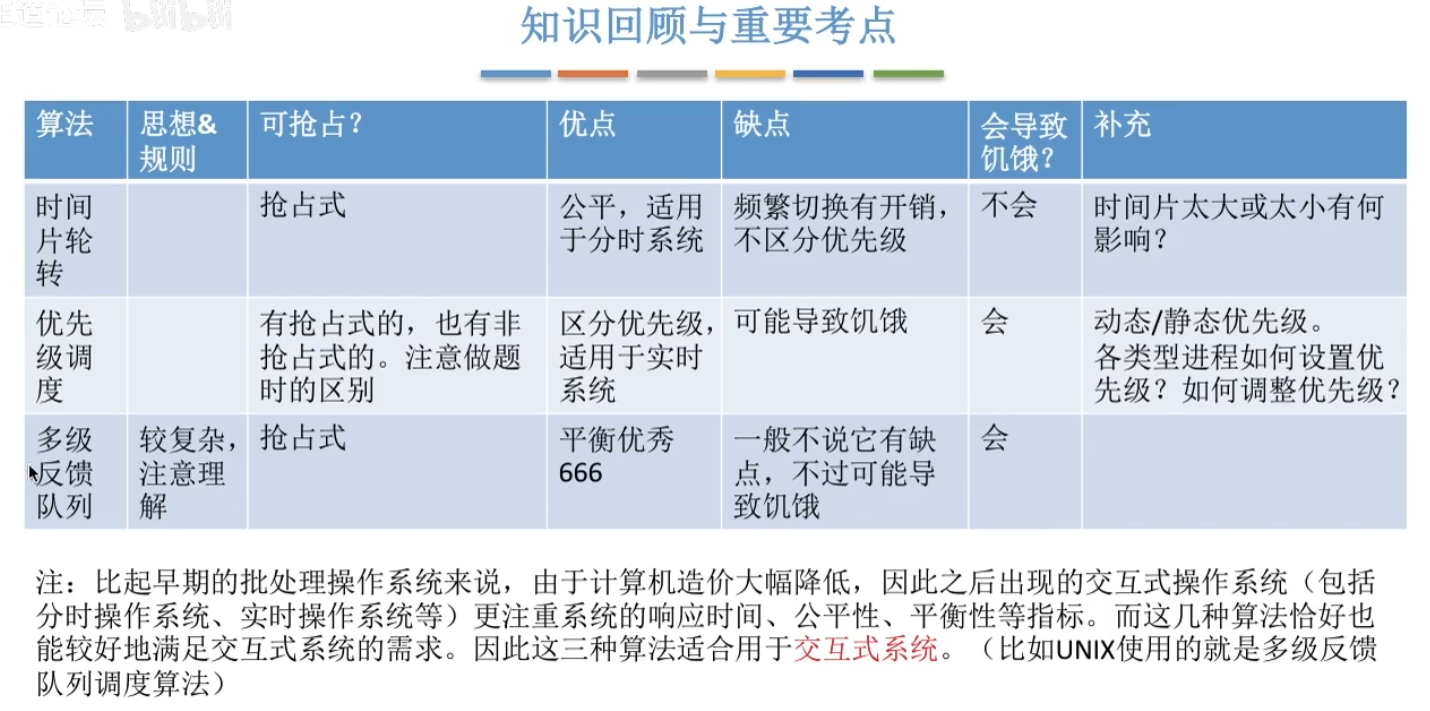 知识回顾与重要考点
算法
思想&
规则
可抢占？
优点
缺点
会导致
饥饿？
补充
时间
片轮
转
抢占式
公平，适用
于分时系统
频繁切换有开销，
不区分优先级
不会
时间片太大或太小有何
影响？
优先
级调
度
有抢占式的，也有非
抢占式的。注意做题
时的区别
区分优先级，
适用于实时
系统
可能导致饥饿
会
动态/静态优先级。
各类型进程如何设置优
先级？如何调整优先级？
多级
反馈
队列
较复杂，
注意理
解
抢占式
平衡优秀
666
一般不说它有缺
点，不过可能导
致饥饿
会
注：比起早期的批处理操作系统来说，由于计算机造价大幅降低，因此之后出现的交互式操作系统（包括
分时操作系统、实时操作系统等）更注重系统的响应时间、公平性、平衡性等指标。而这几种算法恰好也
能较好地满足交互式系统的需求。因此这三种算法适合用于交互式系统。（比如UNIX使用的就是多级反馈
队列调度算法）